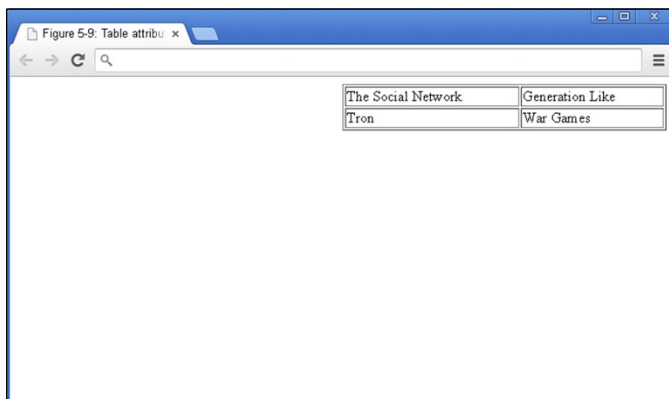 Figure 5-9: Table attribu
The Social Network Generation Like
Tron War Games